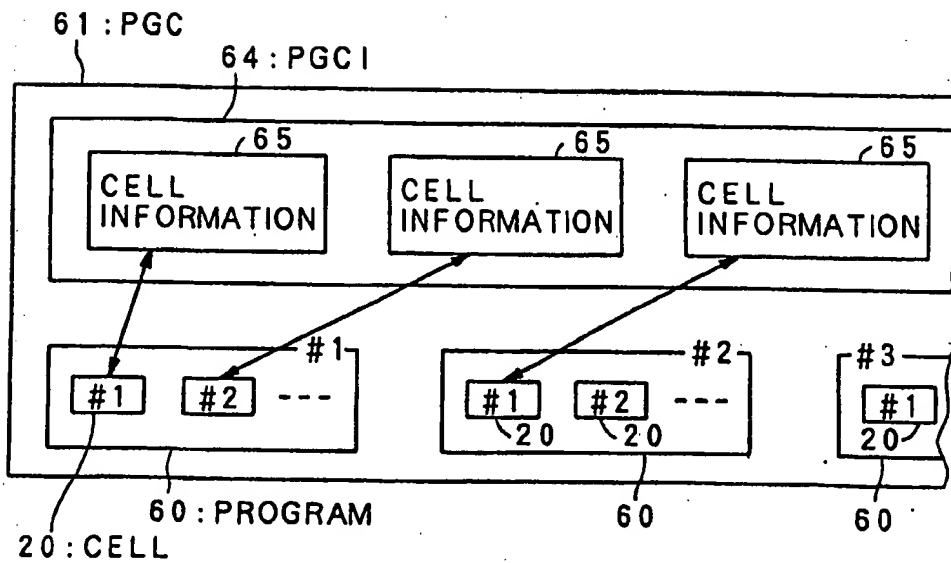 61:PGC
64:PGCI
65 65 65
CELL INFORMATION
CELL INFORMATION
CELL INFORMATION
#1 #2 #3
#1 #2 --- #1 #2 --- #1
20 20 20
60:PROGRAM 60 60
20:CELL